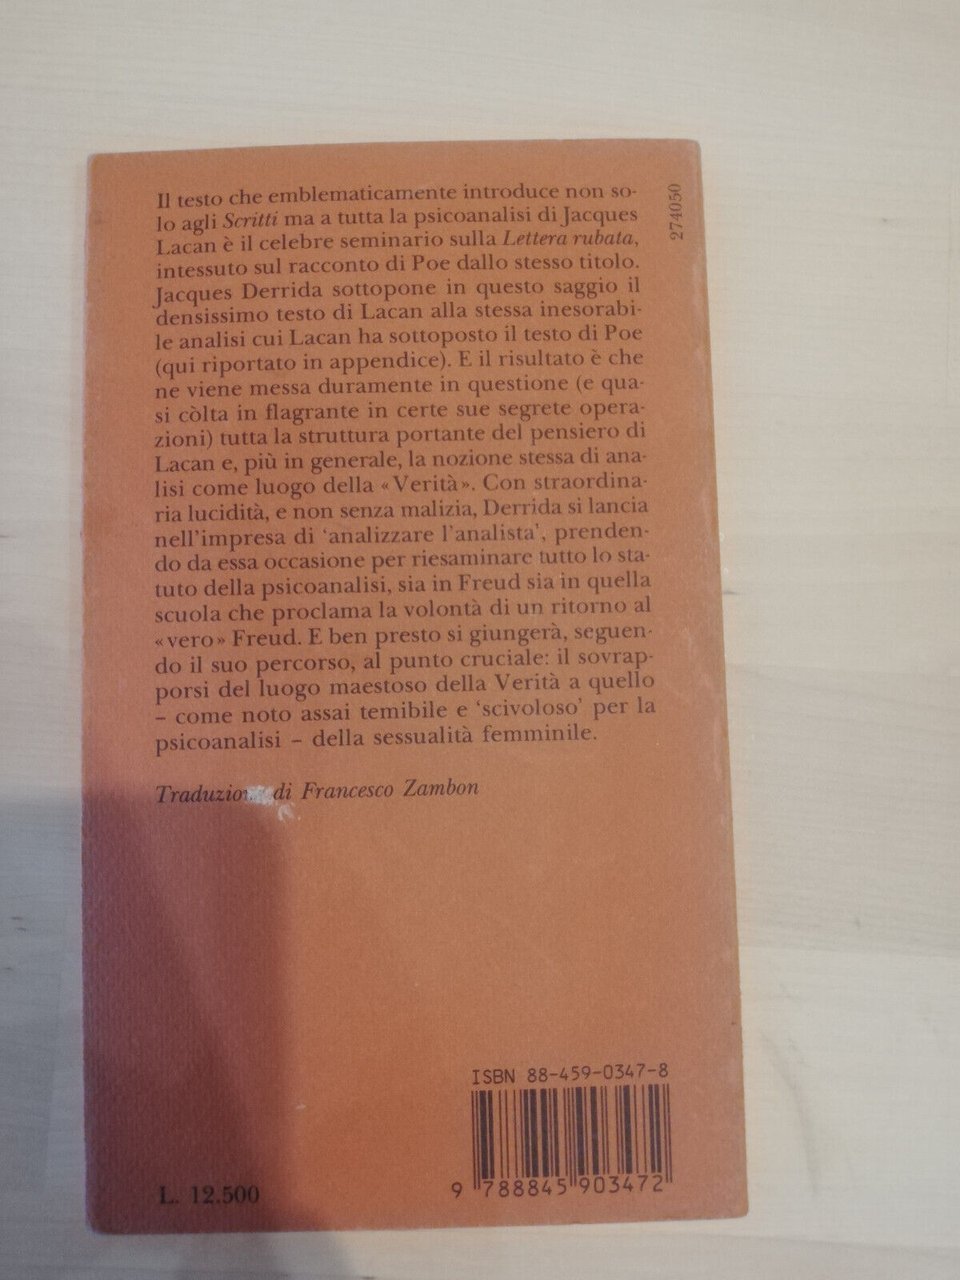 Il testo che emblematicamente introduce non so-
lo agli Scritti ma a tutta la psicoanalisi di Jacques
Lacan è il celebre seminario sulla Lettera rubata,
intessuto sul racconto di Poe dallo stesso titolo.
Jacques Derrida sottopone in questo saggio il
densissimo testo di Lacan alla stessa inesorabi-
le analisi cui Lacan ha sottoposto il testo di Poe
(qui riportato in appendice). E il risultato è che
ne viene messa duramente in questione (e qua-
si còlta in flagrante in certe sue segrete opera-
zioni) tutta la struttura portante del pensiero di
Lacan e, più in generale, la nozione stessa di ana-
lisi come luogo della «Verità». Con straordina-
ria lucidità, e non senza malizia, Derrida si lancia
nell'impresa di 'analizzare l'analista', prenden-
do da essa occasione per riesaminare tutto lo sta-
tuto della psicoanalisi, sia in Freud sia in quella
scuola che proclama la volontà di un ritorno al
«vero» Freud. E ben presto si giungerà, seguen-
do il suo percorso, al punto cruciale: il sovrap-
porsi del luogo maestoso della Verità a quello
– come noto assai temibile e 'scivoloso' per la
psicoanalisi – della sessualità femminile.
Traduzione di Francesco Zambon
274050
ISBN 88-459-0347-8
9 788845 903472
L. 12.500